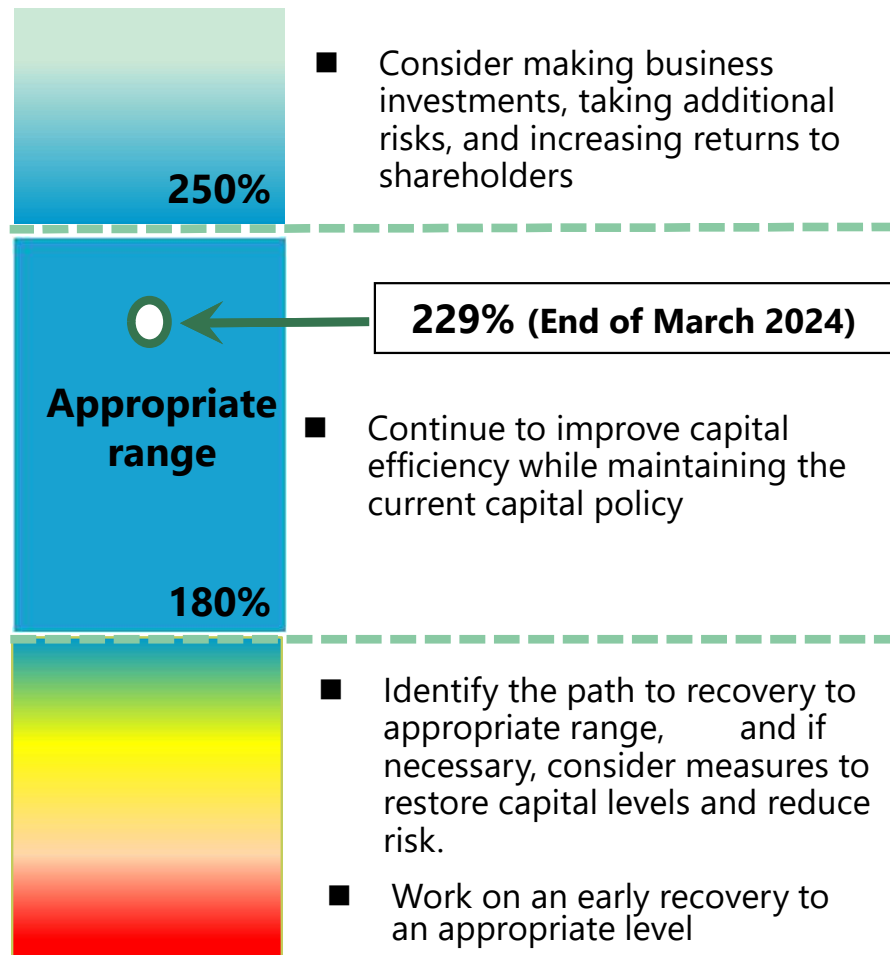 ■ Consider making business
investments, taking additional
risks, and increasing returns to
shareholders
250%
229% (End of March 2024)
Appropriate
range
■ Continue to improve capital
efficiency while maintaining the
current capital policy
180%
■ Identify the path to recovery to
appropriate range, and if
necessary, consider measures to
restore capital levels and reduce
risk.
■ Work on an early recovery to
an appropriate level